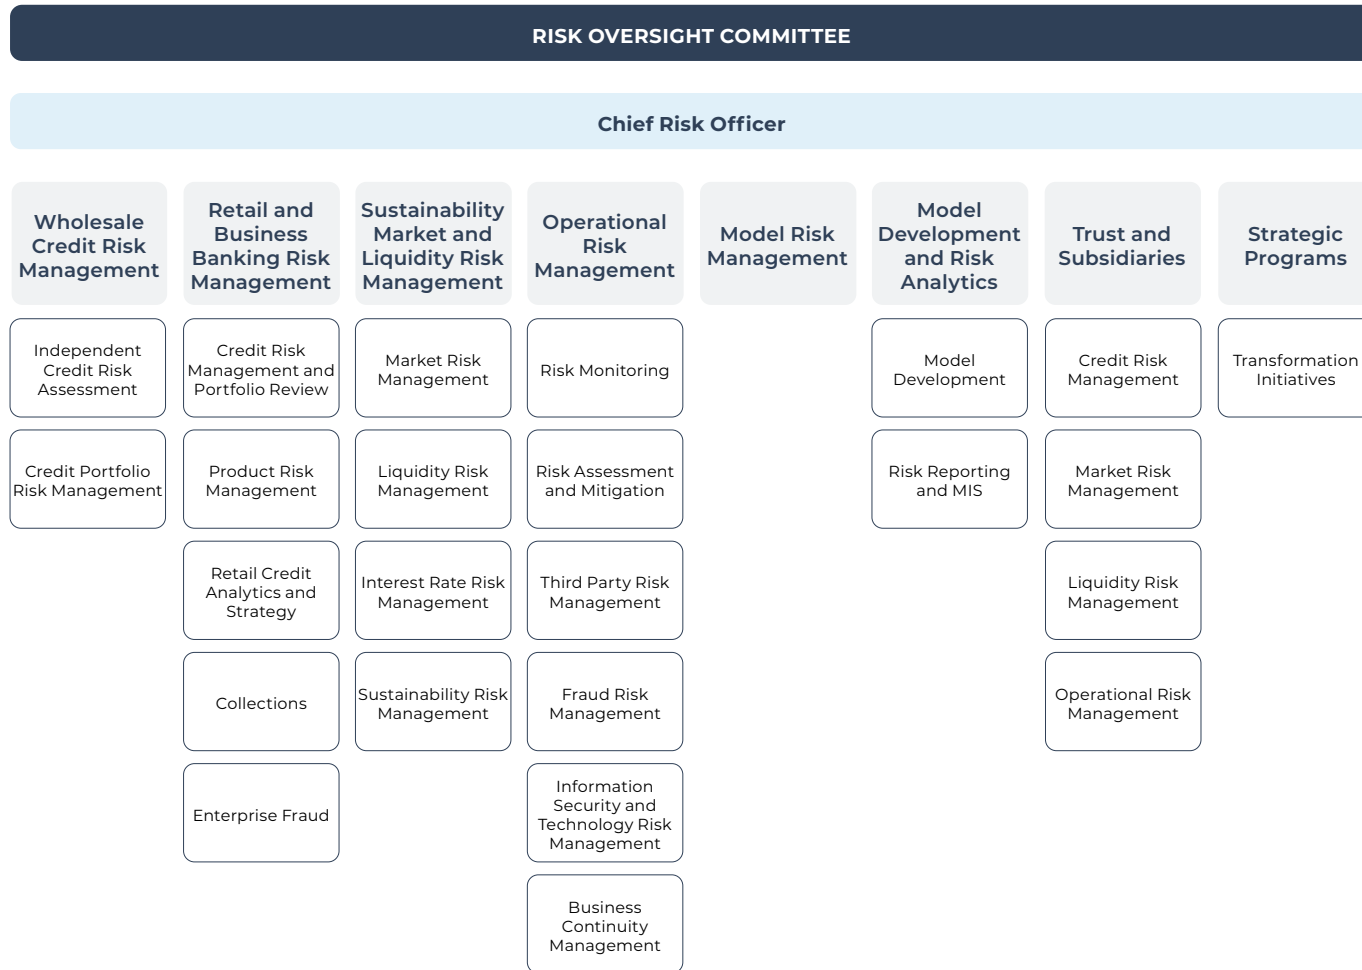 RISK OVERSIGHT COMMITTEE
Chief Risk Officer
Wholesale
Credit Risk
Management
Retail and
Business
Banking Risk
Management
Sustainability
Market and
Liquidity Risk
Management
Operational
Risk
Management
Model Risk
Management
Model
Development
and Risk
Analytics
Trust and
Subsidiaries
Strategic
Programs
Independent
Credit Risk
Assessment
Credit Risk
Management and
Portfolio Review
Market Risk
Management
Risk Monitoring
Model
Development
Credit Risk
Management
Transformation
Initiatives
Credit Portfolio
Risk Management
Product Risk
Management
Liquidity Risk
Management
Risk Assessment
and Mitigation
Risk Reporting
and MIS
Market Risk
Management
Retail Credit
Analytics and
Strategy
Interest Rate Risk
Management
Third Party Risk
Management
Liquidity Risk
Management
Collections
Sustainability Risk
Management
Fraud Risk
Management
Operational Risk
Management
Enterprise Fraud
Information
Security and
Technology Risk
Management
Business
Continuity
Management